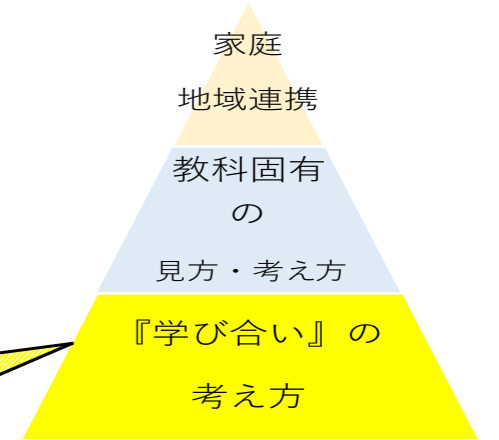 家庭
地域連携
教科固有
の
見方・考え方
『学び合い』の
考え方